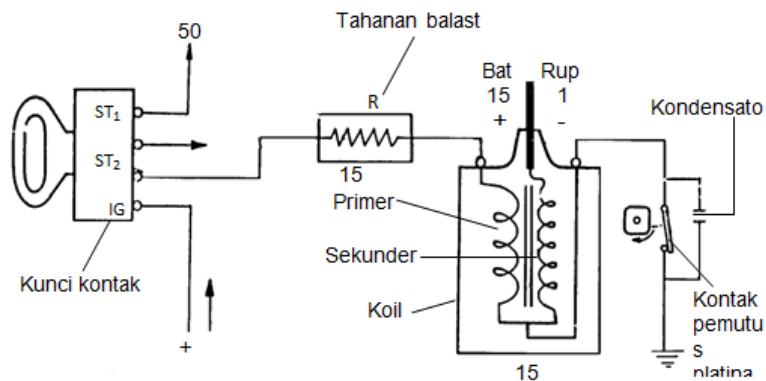 Tahanan balast
50
R
15
Bat
15
+
Rup
1
-
Kondensato
ST1
ST2
IG
Kunci kontak
+
Primer
Sekunder
Koil
15
Kontak
pemutu
s
platina